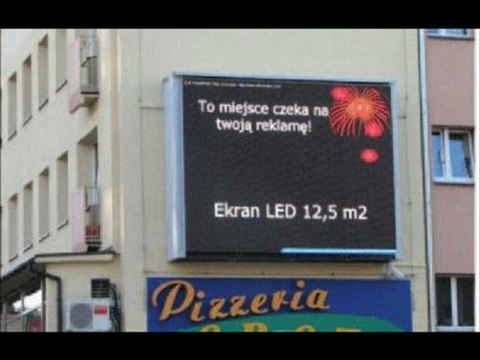 To miejsce czeka na
twoją reklamę!
Ekran LED 12,5 m2
Pizzeria